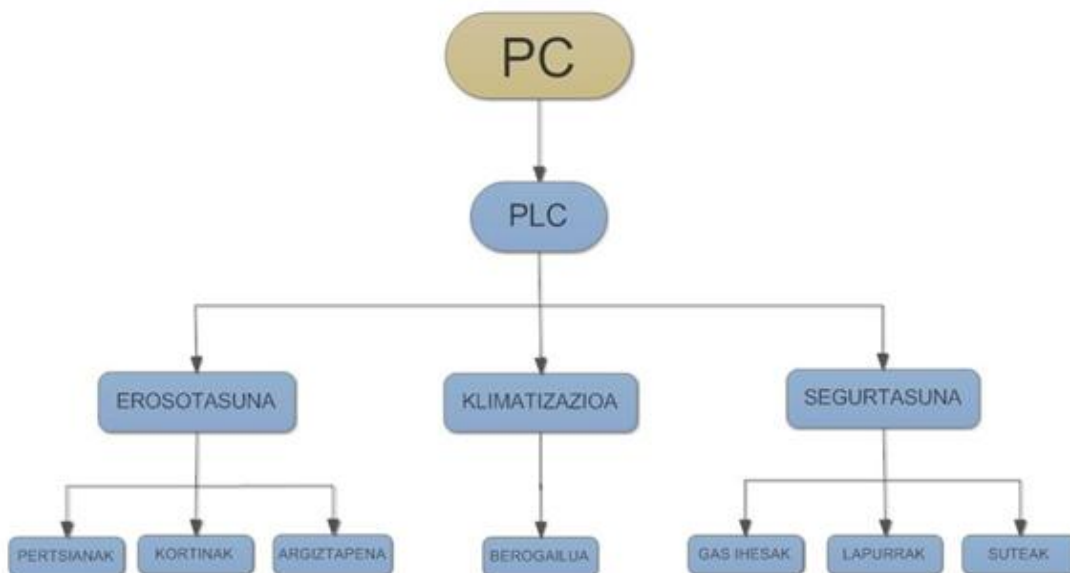 PC
PLC
EROSOTASUNA
KLIMATIZAZIOA
SEGURTASUNA
PERTSIANAK
KORTINAK
ARGIZTAPENA
BEROGAILUA
GAS IHESAK
LAPURRAK
SUTEAK